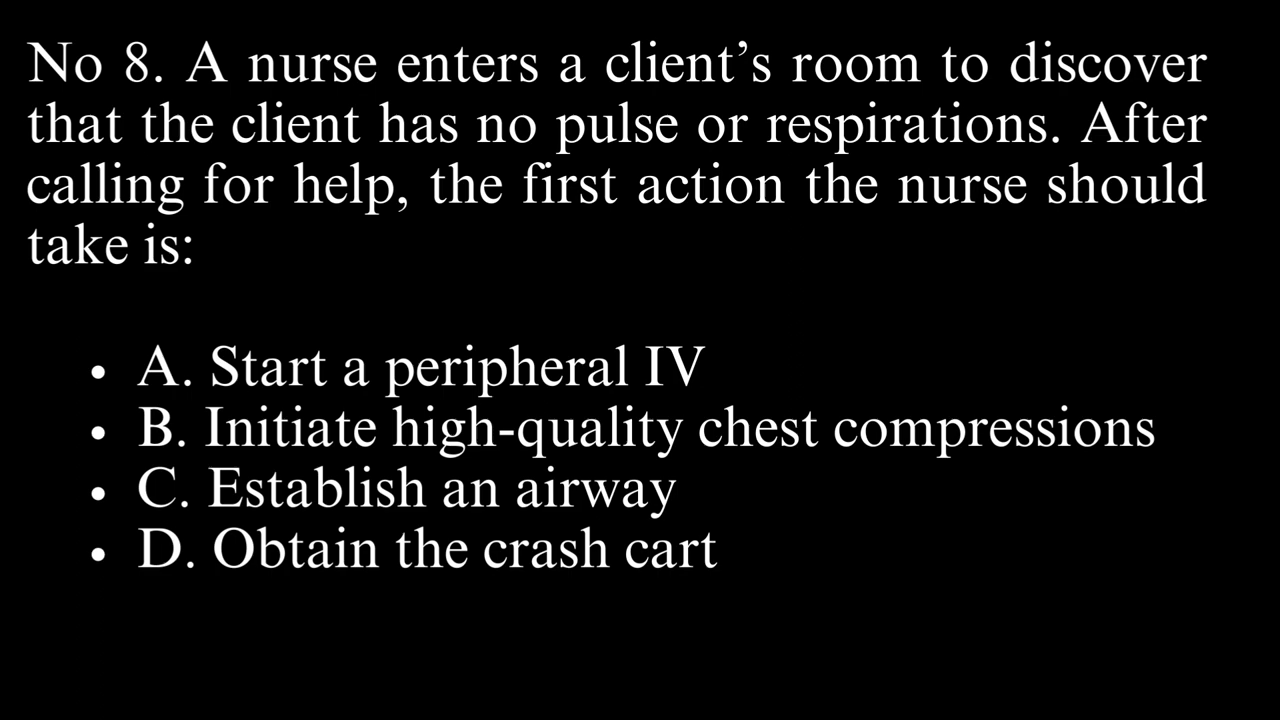 No 8. A nurse enters a client’s room to discover
that the client has no pulse or respirations. After
calling for help, the first action the nurse should
take is:
• A. Start a peripheral IV
• B. Initiate high-quality chest compressions
• C. Establish an airway
• D. Obtain the crash cart